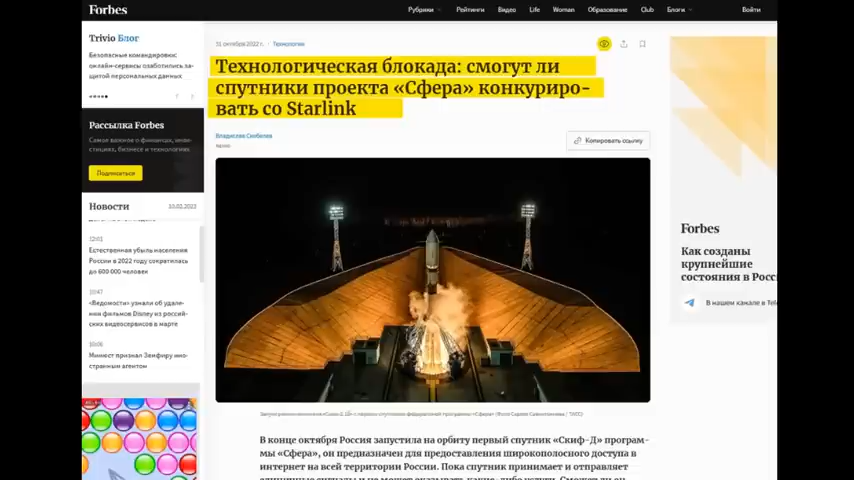 Forbes
Рубрики
Рейтинги
Видео
Life
Woman
Образование
Club
Блоги
Войти
Trivio Блог
Безопасные командировки:
онлайн-сервисы озаботились за-
щитой персональных данных
Рассылка Forbes
Самое важное о финансах, инве-
стициях, бизнесе и технологиях
Подписаться
Новости
12:01
Естественная убыль населения
России в 2022 году сократилась
до 600 000 человек
10:47
«Ведомости» узнали об удале-
нии фильмов Disney из россий-
ских видеосервисов в марте
10:06
Минюст признал Земфиру ино-
странным агентом
31 октября 2022 г.
Технологии
Технологическая блокада: смогут ли
спутники проекта «Сфера» конкуриро-
вать со Starlink
Владислав
Копировать ссылку
В конце октября Россия запустила на орбиту первый спутник «Скиф-Д» програм-
мы «Сфера», он предназначен для предоставления широкополосного доступа в
интернет на всей территории России. Пока спутник принимает и отправляет
Forbes
Как созданы
крупнейшие
состояния в Росс
В нашем канале в Tele